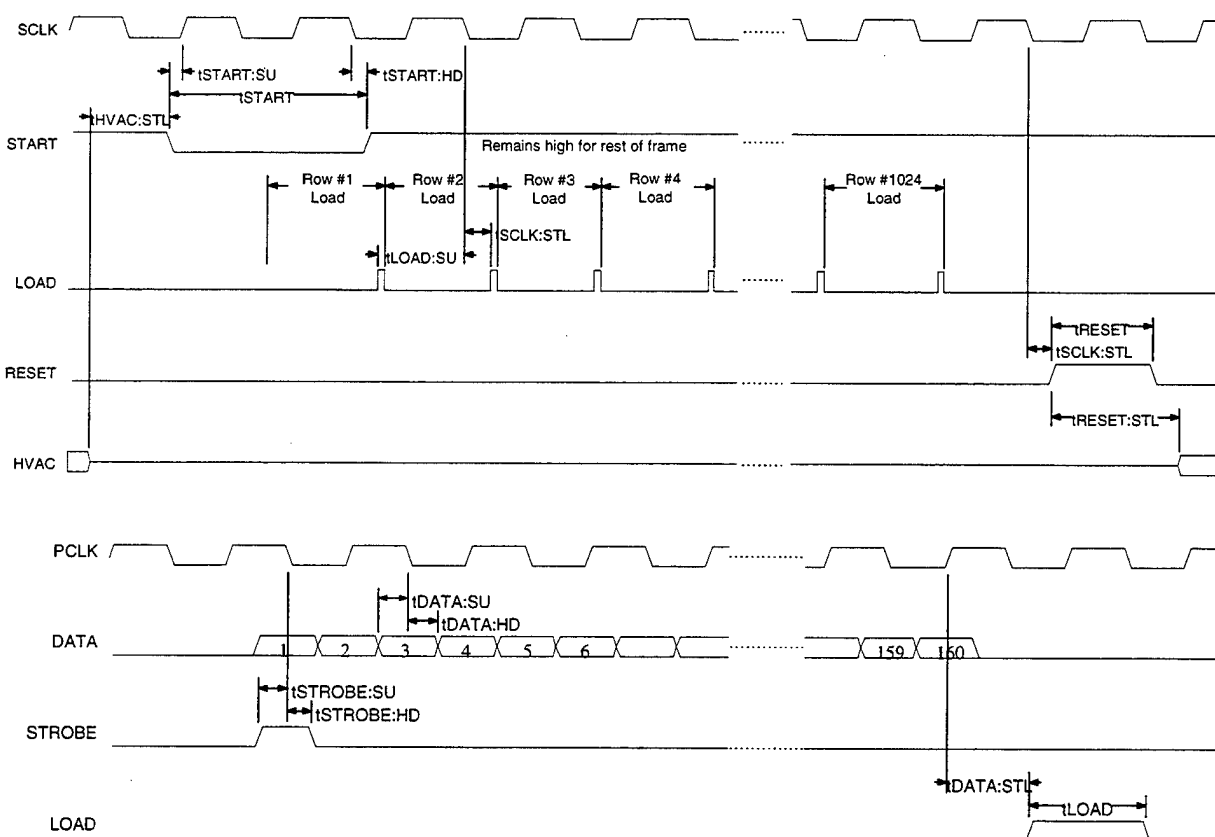 SCLK
tSTART:SU
tSTART:HD
tSTART
tHVAC:STL
START
Remains high for rest of frame
Row #1
Load
Row #2
Load
Row #3
Load
Row #4
Load
Row #1024
Load
tSCLK:STL
tLOAD:SU
LOAD
tRESET
tSCLK:STL
RESET
tRESET:STL
HVAC
PCLK
tDATA:SU
tDATA:HD
DATA
1 2 3 4 5 6 159 160
tSTROBE:SU
tSTROBE:HD
STROBE
tDATA:STL
tLOAD
LOAD